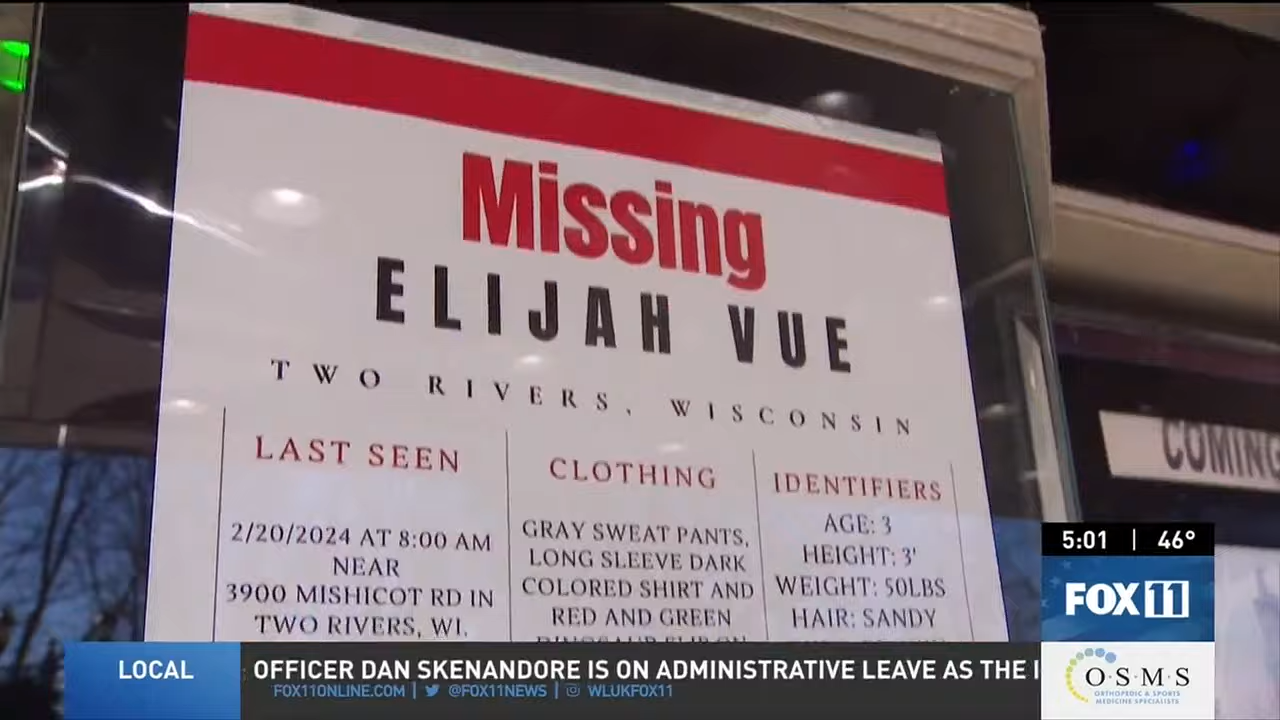 Missing
ELIJAH VUE
TWO RIVERS, WISCONSIN
LAST SEEN
2/20/2024 AT 8:00 AM
NEAR
3900 MISHICOT RD IN
TWO RIVERS, WI.
CLOTHING
GRAY SWEAT PANTS,
LONG SLEEVE DARK
COLORED SHIRT AND
RED AND GREEN
IDENTIFIERS
AGE: 3
HEIGHT: 3'
WEIGHT: 50LBS
HAIR: SANDY
COMING
5:01 | 46°
FOX 11
LOCAL
OFFICER DAN SKENANDORE IS ON ADMINISTRATIVE LEAVE AS THE
FOX11ONLINE.COM | @FOX11NEWS | WLUKFOX11
O·S·M·S
ORTHOPEDIC & SPORTS
MEDICINE SPECIALISTS